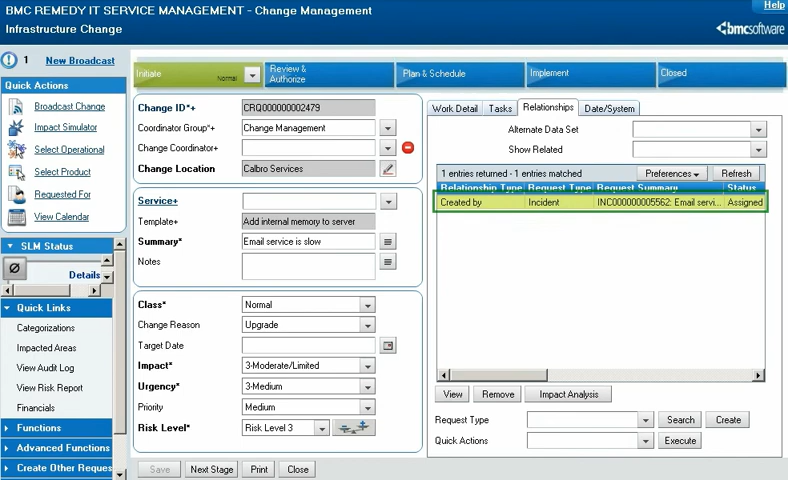 BMC REMEDY IT SERVICE MANAGEMENT - Change Management
Help
Infrastructure Change
bmcsoftware
1 New Broadcast
Quick Actions
Broadcast Change
Impact Simulator
Select Operational
Select Product
Requested For
View Calendar
SLM Status
Details
Quick Links
Categorizations
Impacted Areas
View Audit Log
View Risk Report
Financials
Functions
Advanced Functions
Create Other Reques
Initiate
Normal
Review &
Authorize
Plan & Schedule
Implement
Closed
Change ID*+ CRQ000000002479
Coordinator Group*+ Change Management
Change Coordinator+
Change Location Calbro Services
Service+
Template+ Add internal memory to server
Summary* Email service is slow
Notes
Class* Normal
Change Reason Upgrade
Target Date
Impact* 3-Moderate/Limited
Urgency* 3-Medium
Priority Medium
Risk Level* Risk Level 3
Work Detail Tasks Relationships Date/System
Alternate Data Set
Show Related
1 entries returned - 1 entries matched Preferences Refresh
Relationship Type Request Type Request Summary Status
Created by Incident INC000000005562: Email servi... Assigned
View Remove Impact Analysis
Request Type Search Create
Quick Actions Execute
Save Next Stage Print Close